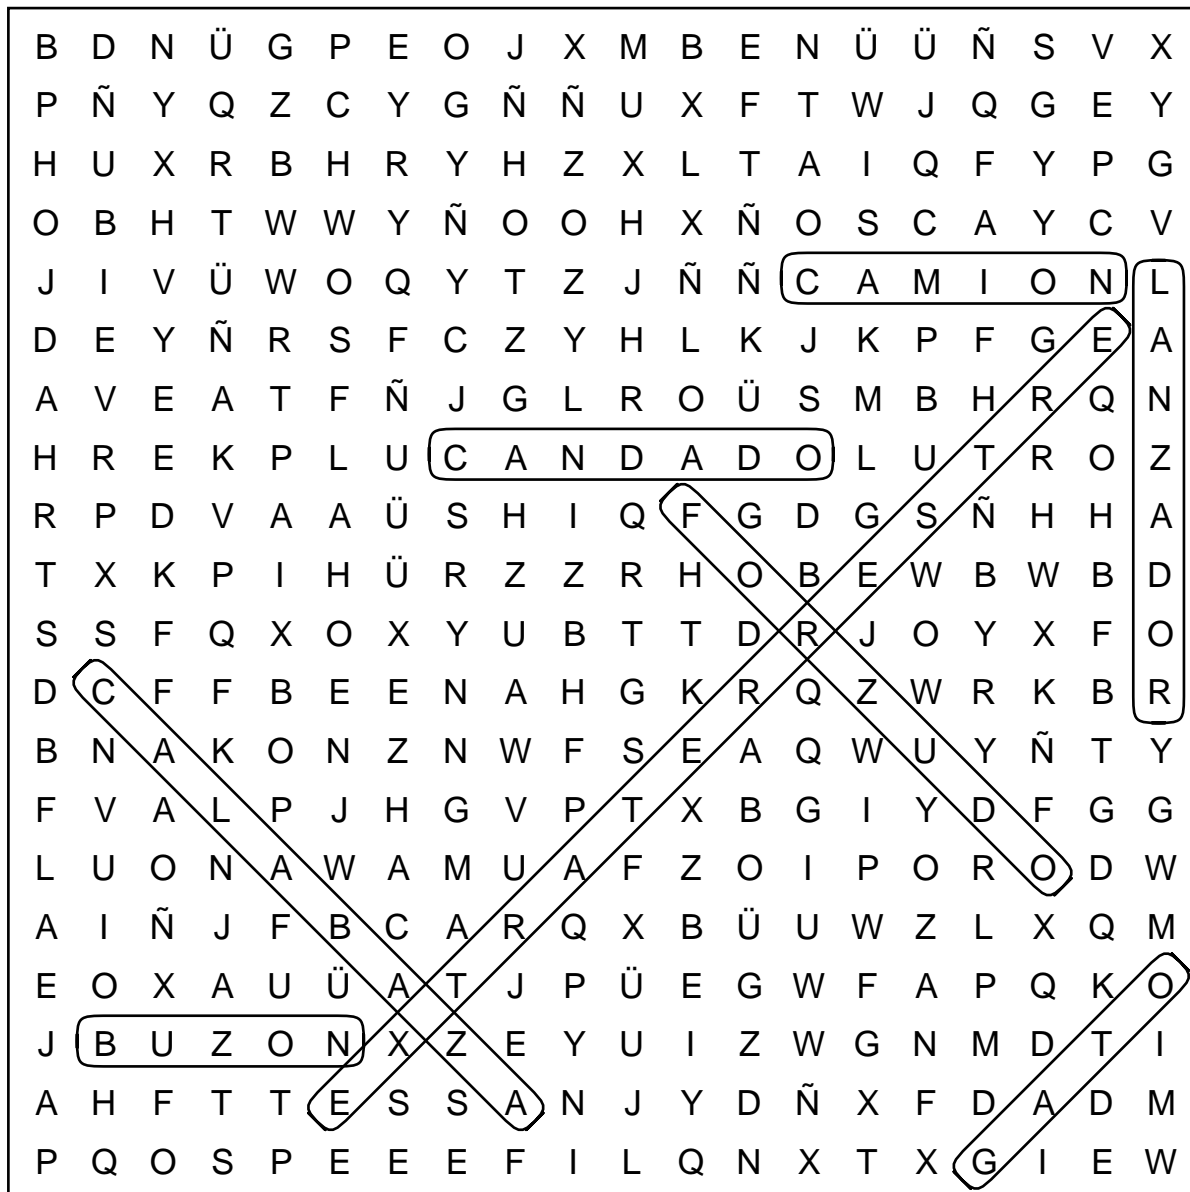 B D N Ü G P E O J X M B E N Ü Ü Ñ S V X
P Ñ Y Q Z C Y G Ñ Ñ U X F T W J Q G E Y
H U X R B H R Y H Z X L T A I Q F Y P G
O B H T W W Y Ñ O O H X Ñ O S C A Y C V
J I V Ü W O Q Y T Z J Ñ Ñ C A M I O N L
D E Y Ñ R S F C Z Y H L K J K P F G E A
A V E A T F Ñ J G L R O Ü S M B H R Q N
H R E K P L U C A N D A D O L U T R O Z
R P D V A A Ü S H I Q F G D G S Ñ H H A
T X K P I H Ü R Z Z R H O B E W B W B D
S S F Q X O X Y U B T T D R J O Y X F O
D C F F B E E N A H G K R Q Z W R K B R
B N A K O N Z N W F S E A Q W U Y Ñ T Y
F V A L P J H G V P T X B G I Y D F G G
L U O N A W A M U A F Z O I P O R O D W
A I Ñ J F B C A R Q X B Ü U W Z L X Q M
E O X A U Ü A T J P Ü E G W F A P Q K O
J B U Z O N X Z E Y U I Z W G N M D T I
A H F T T E S S A N J Y D Ñ X F D A D M
P Q O S P E E E F I L Q N X T X G I E W